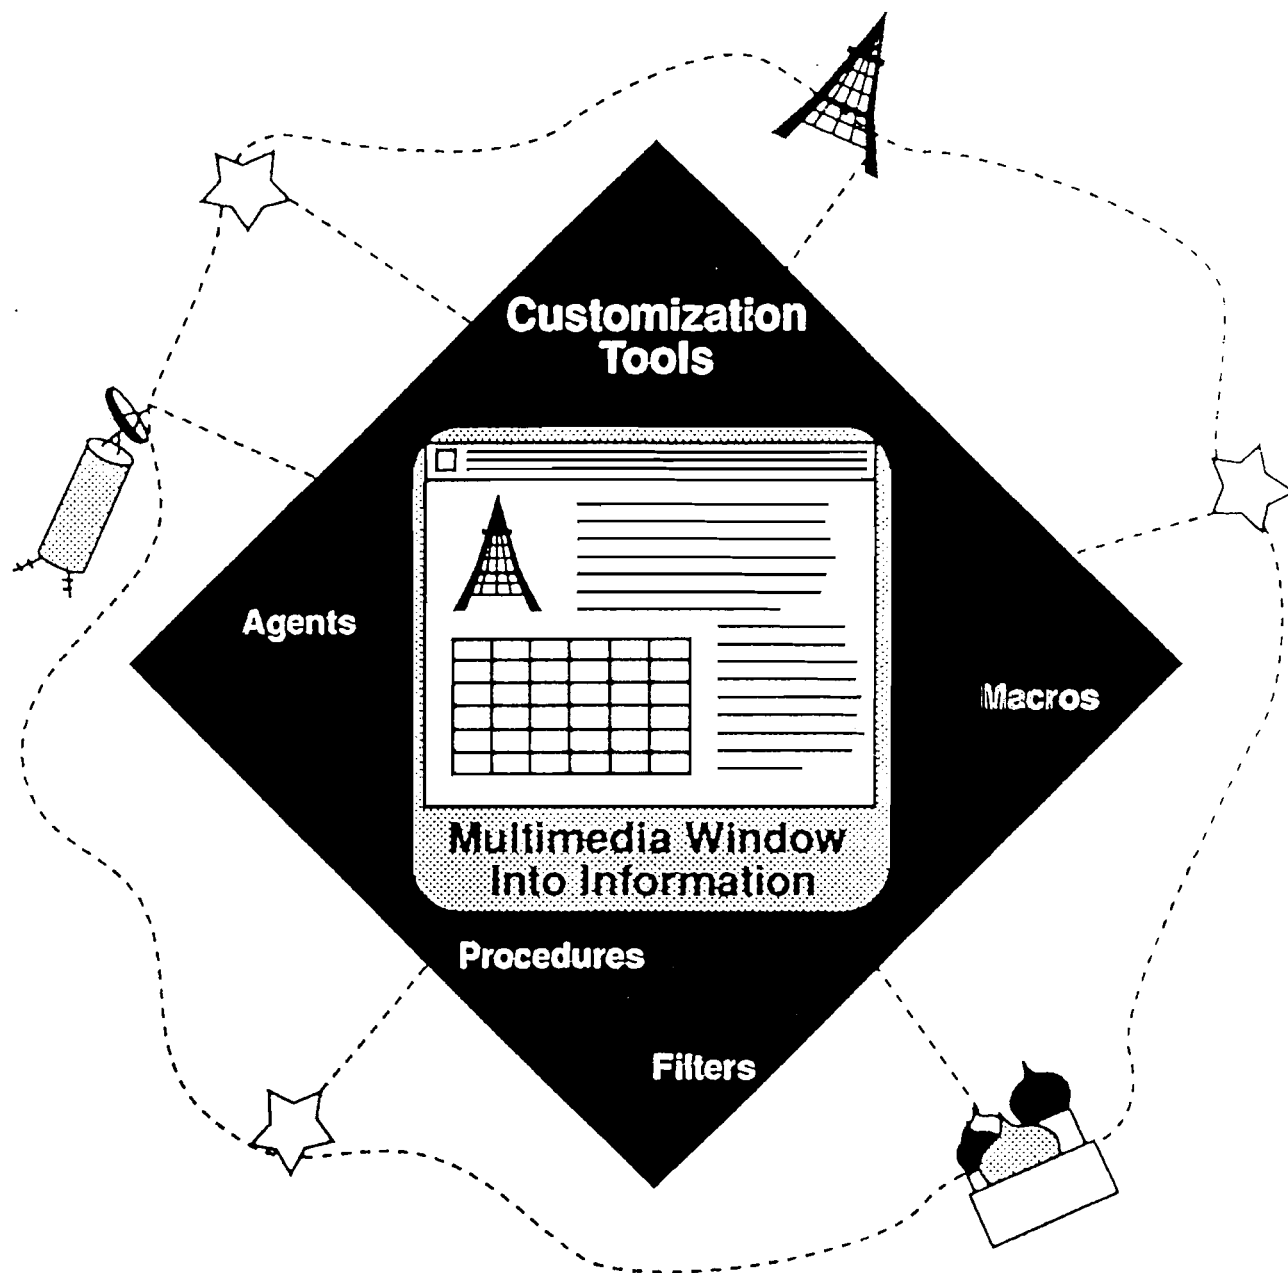 Customization
Tools
Agents
Macros
Multimedia Window
Into Information
Procedures
Filters